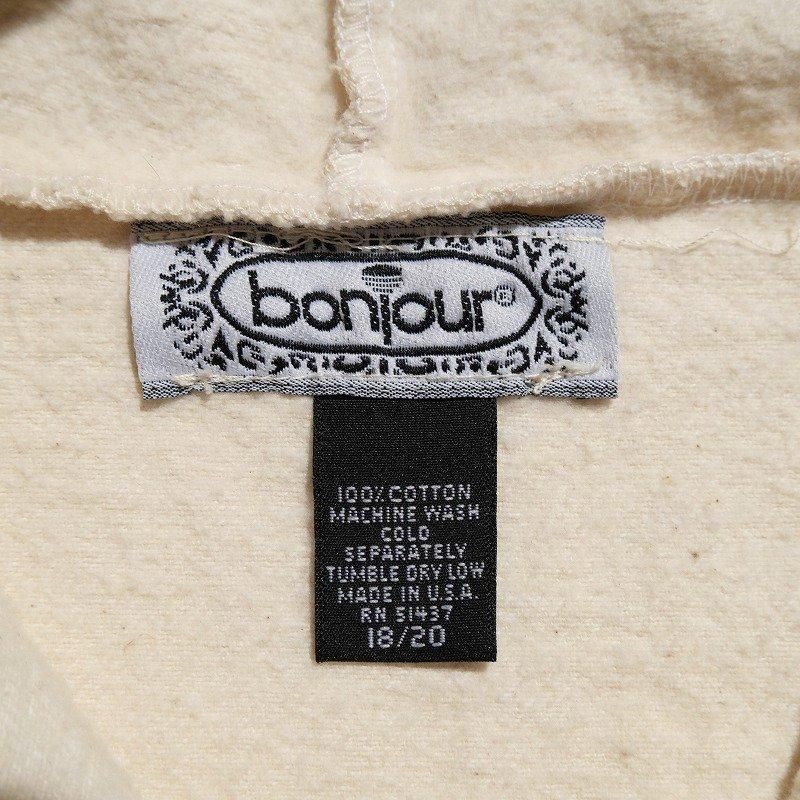 bonjour®
100% COTTON
MACHINE WASH
COLD
SEPARATELY
TUMBLE DRY LOW
MADE IN U.S.A.
RN 51437
18/20